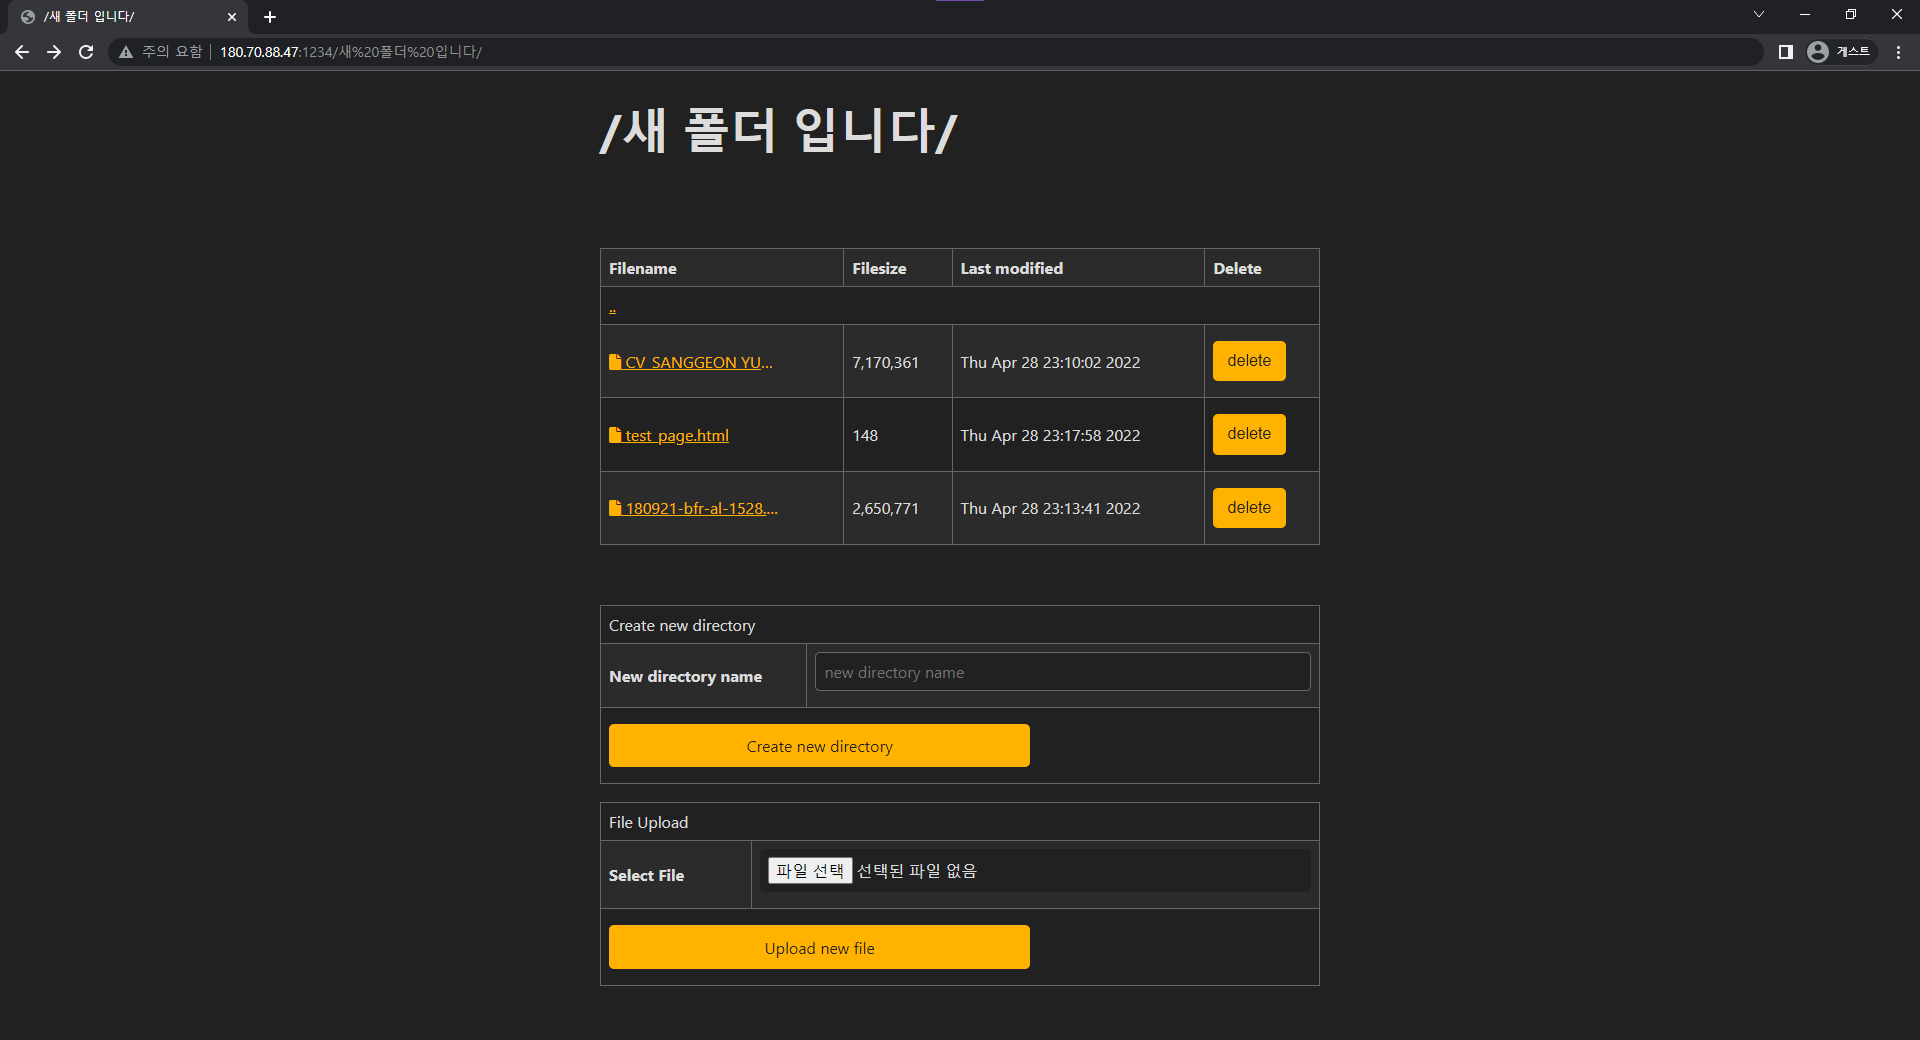 /새 폴더 입니다/
주의 요함 180.70.88.47:1234/새%20폴더%20입니다/ 게스트
/새 폴더 입니다/
Filename Filesize Last modified Delete
..
CV_SANGGEON YU... 7,170,361 Thu Apr 28 23:10:02 2022 delete
test_page.html 148 Thu Apr 28 23:17:58 2022 delete
180921-bfr-al-1528.... 2,650,771 Thu Apr 28 23:13:41 2022 delete
Create new directory
New directory name new directory name
Create new directory
File Upload
Select File 파일 선택 선택된 파일 없음
Upload new file